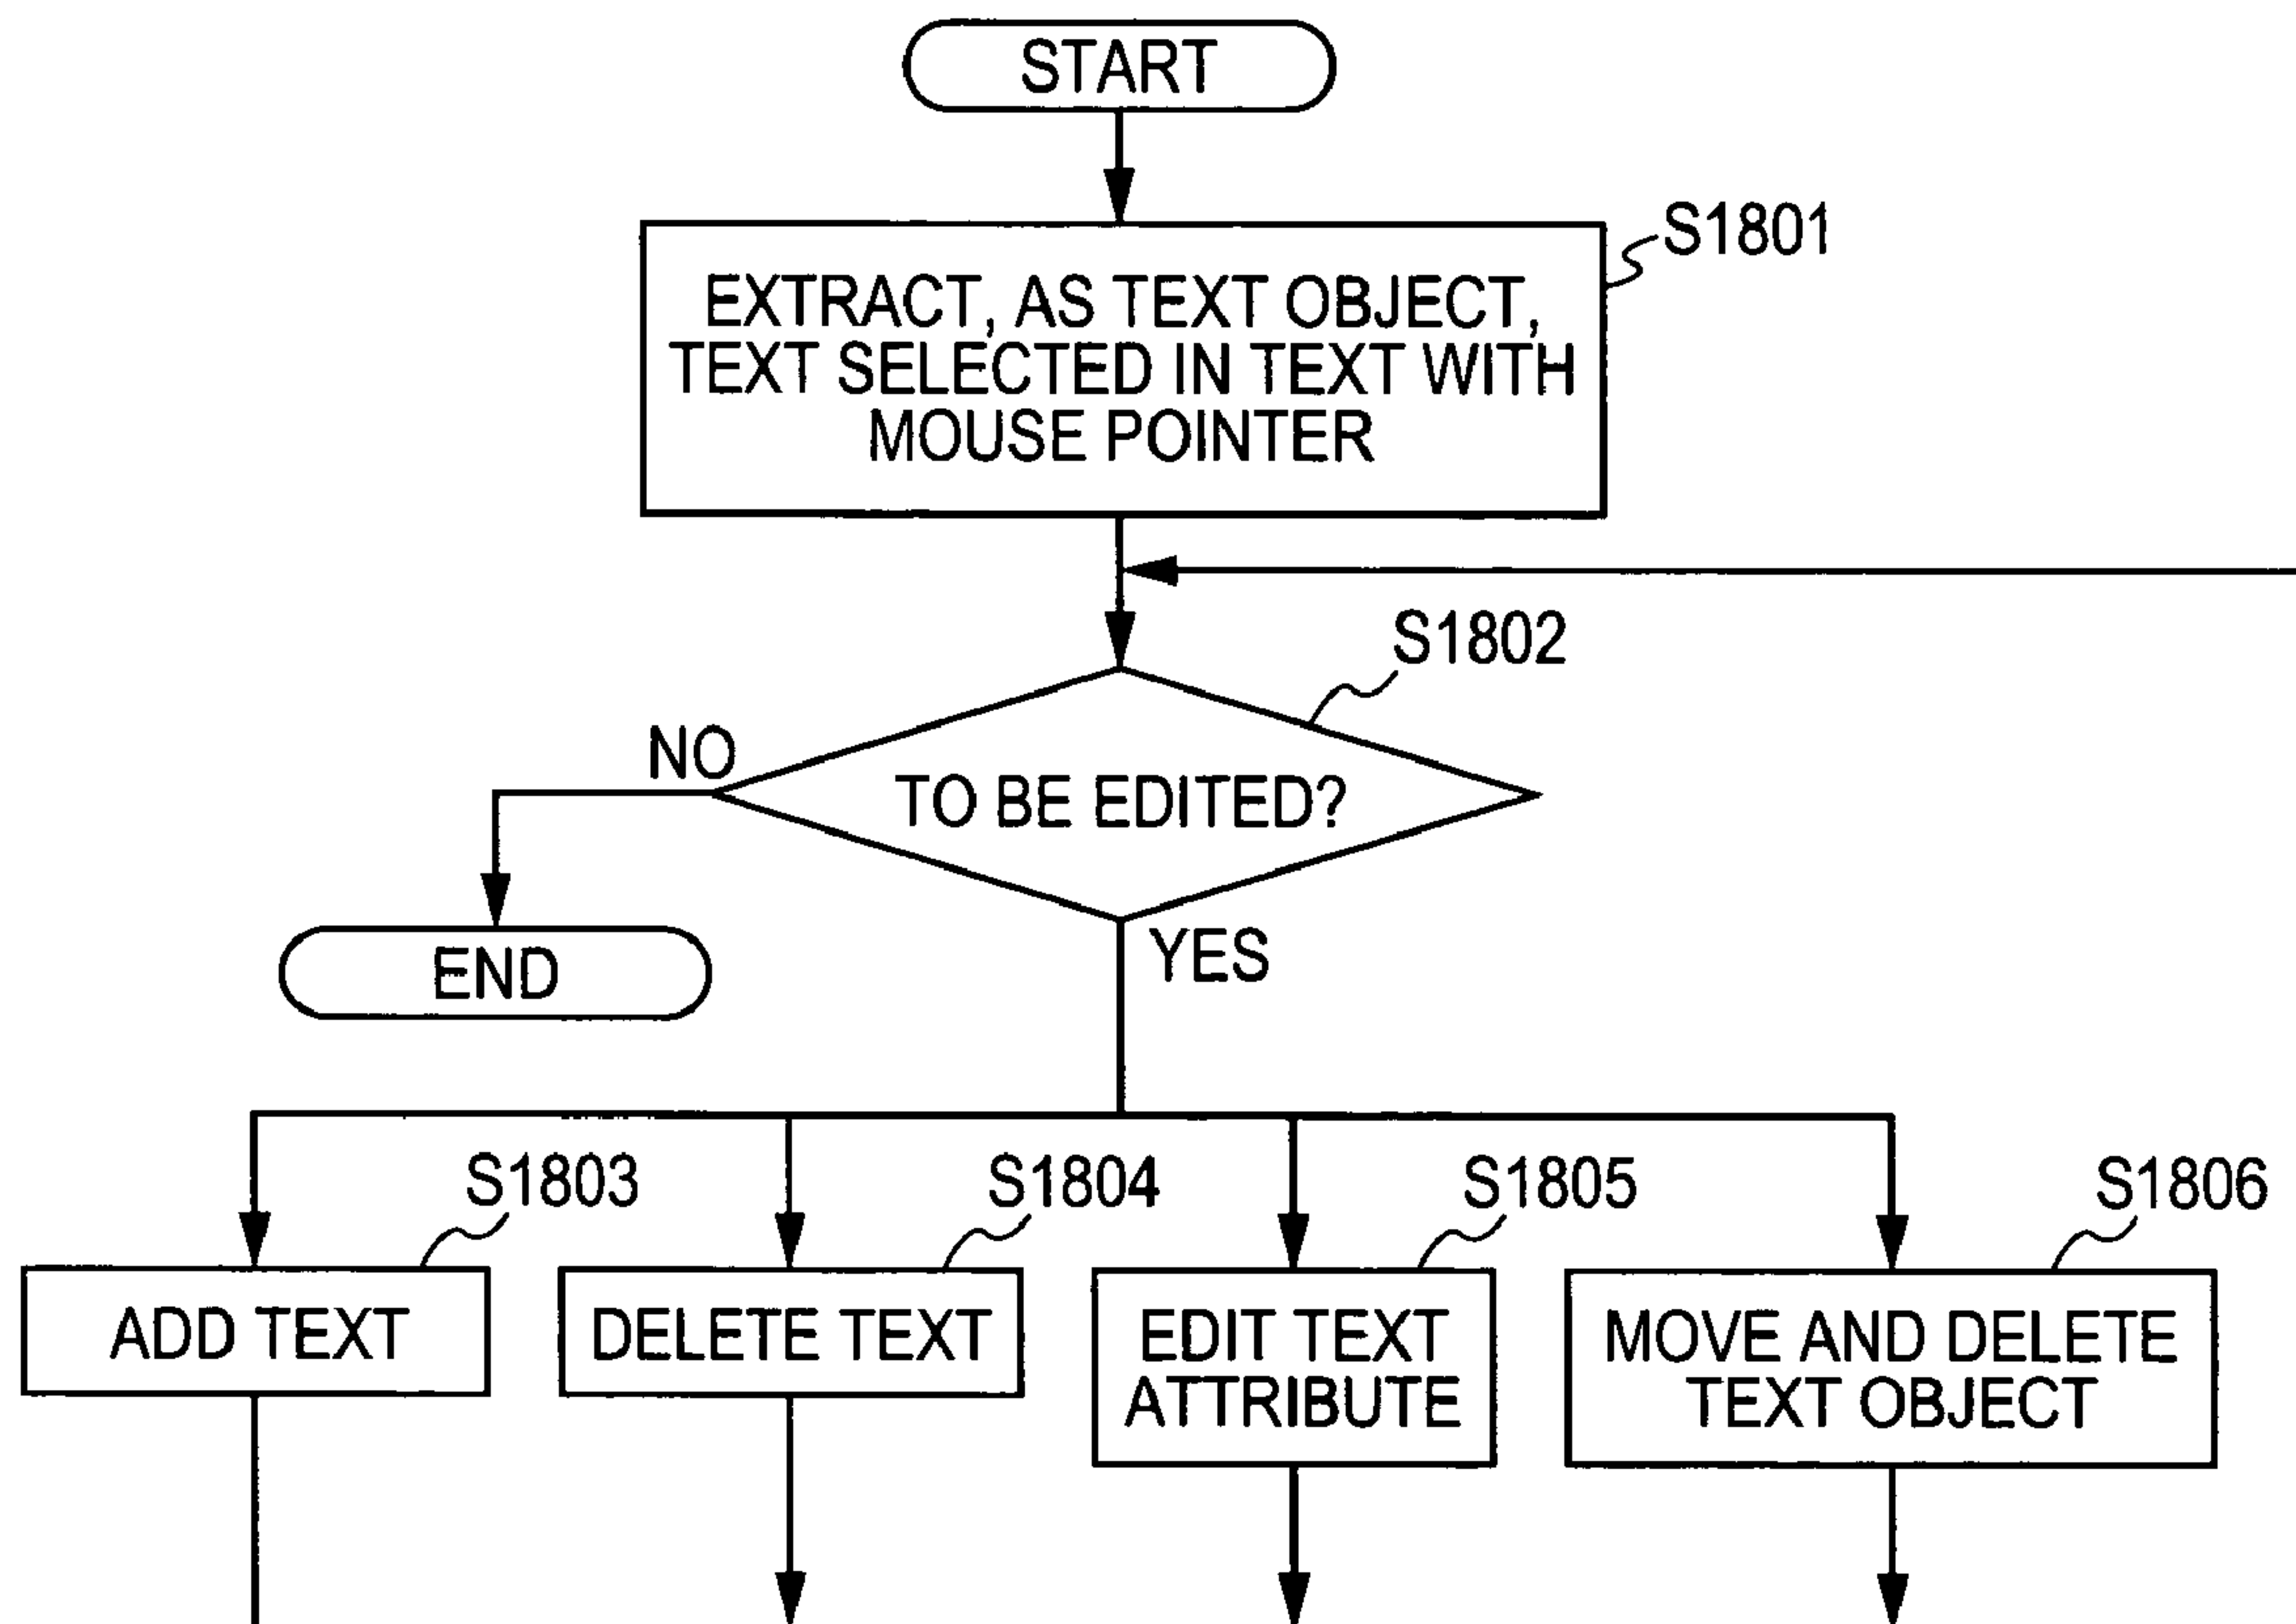 START
S1801
EXTRACT, AS TEXT OBJECT,
TEXT SELECTED IN TEXT WITH
MOUSE POINTER
S1802
NO
TO BE EDITED?
END
YES
S1803
S1804
S1805
S1806
ADD TEXT
DELETE TEXT
EDIT TEXT
ATTRIBUTE
MOVE AND DELETE
TEXT OBJECT